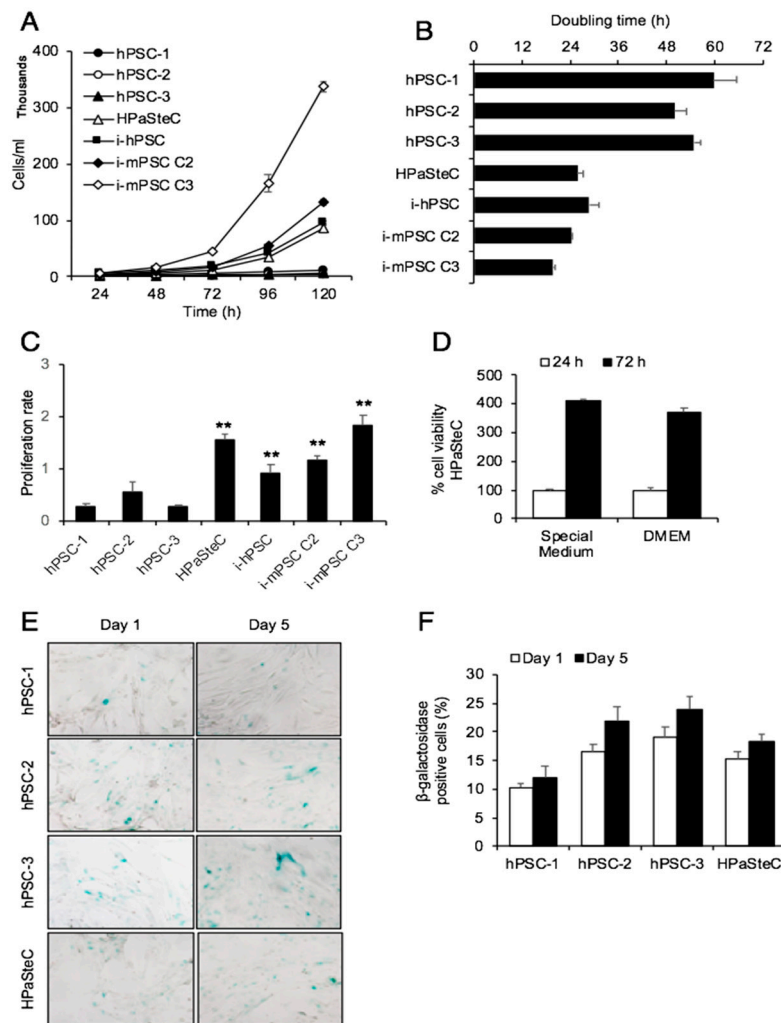 A
Thousands
Cells/ml
400
300
200
100
0
24 48 72 96 120
Time (h)
hPSC-1
hPSC-2
hPSC-3
HPaSteC
i-hPSC
i-mPSC C2
i-mPSC C3
B
Doubling time (h)
0 12 24 36 48 60 72
hPSC-1
hPSC-2
hPSC-3
HPaSteC
i-hPSC
i-mPSC C2
i-mPSC C3
C
Proliferation rate
3
2
1
0
** ** ** **
hPSC-1 hPSC-2 hPSC-3 HPaSteC i-hPSC i-mPSC C2 i-mPSC C3
D
24 h 72 h
% cell viability
HPaSteC
500
400
300
200
100
0
Special
Medium
DMEM
E
Day 1 Day 5
hPSC-1
hPSC-2
hPSC-3
HPaSteC
F
Day 1 Day 5
β-galactosidase
positive cells (%)
30
25
20
15
10
5
0
hPSC-1 hPSC-2 hPSC-3 HPaSteC